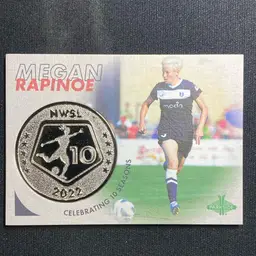 MEGAN
RAPINOE
NWSL
10
2022
CELEBRATING 10 SEASONS